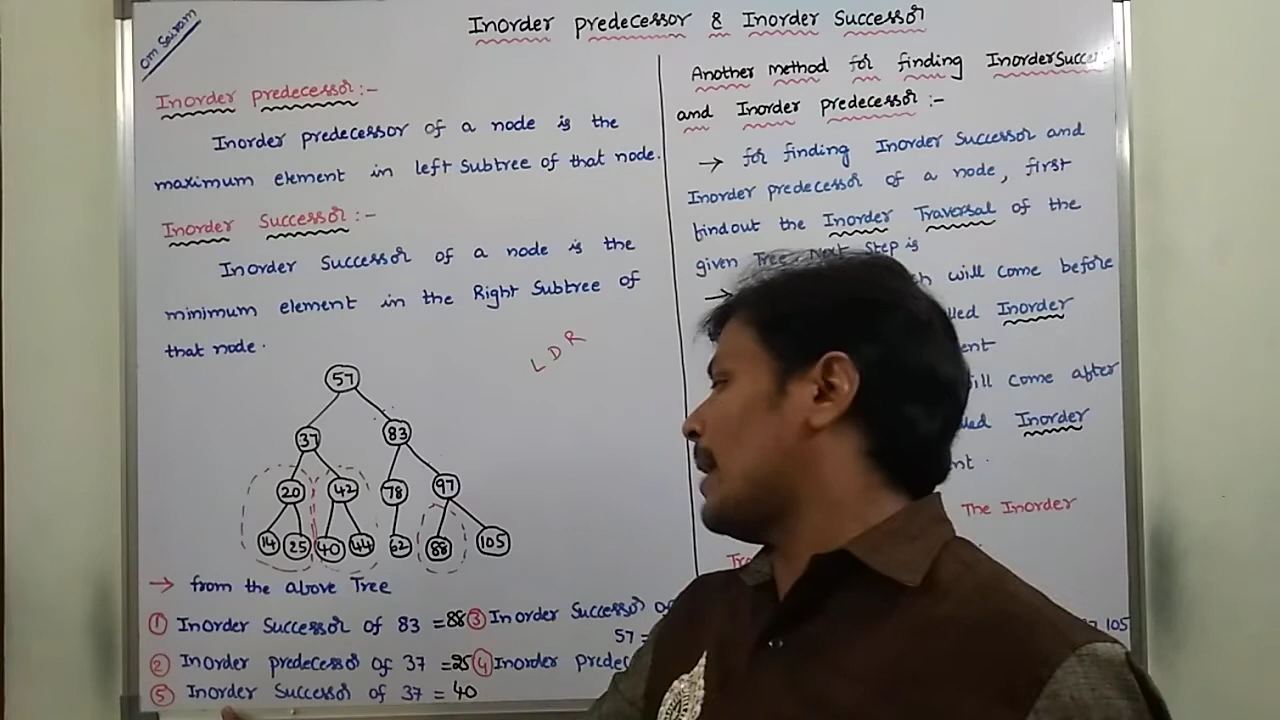 Om Sairam
Inorder predecessor & Inorder Successor
Inorder predecessor:-
Inorder predecessor of a node is the
maximum element in left Subtree of that node.
Inorder Successor:-
Inorder Successor of a node is the
minimum element in the Right Subtree of
that node.
L D R
57
37 83
20 42 78 97
14 25 40 44 62 88 105
→ from the above Tree
① Inorder Successor of 83 = 88
② Inorder predecessor of 37 = 25
③ Inorder Successor
57 =
④ Inorder
⑤ Inorder Successor of 37 = 40
Another method for finding Inorder
and Inorder predecessor:-
→ for finding Inorder Successor and
Inorder predecessor of a node, first
findout the Inorder Traversal of the
given Tree. Next Step is
→ will come before
Inorder
come after
Inorder
The Inorder
105